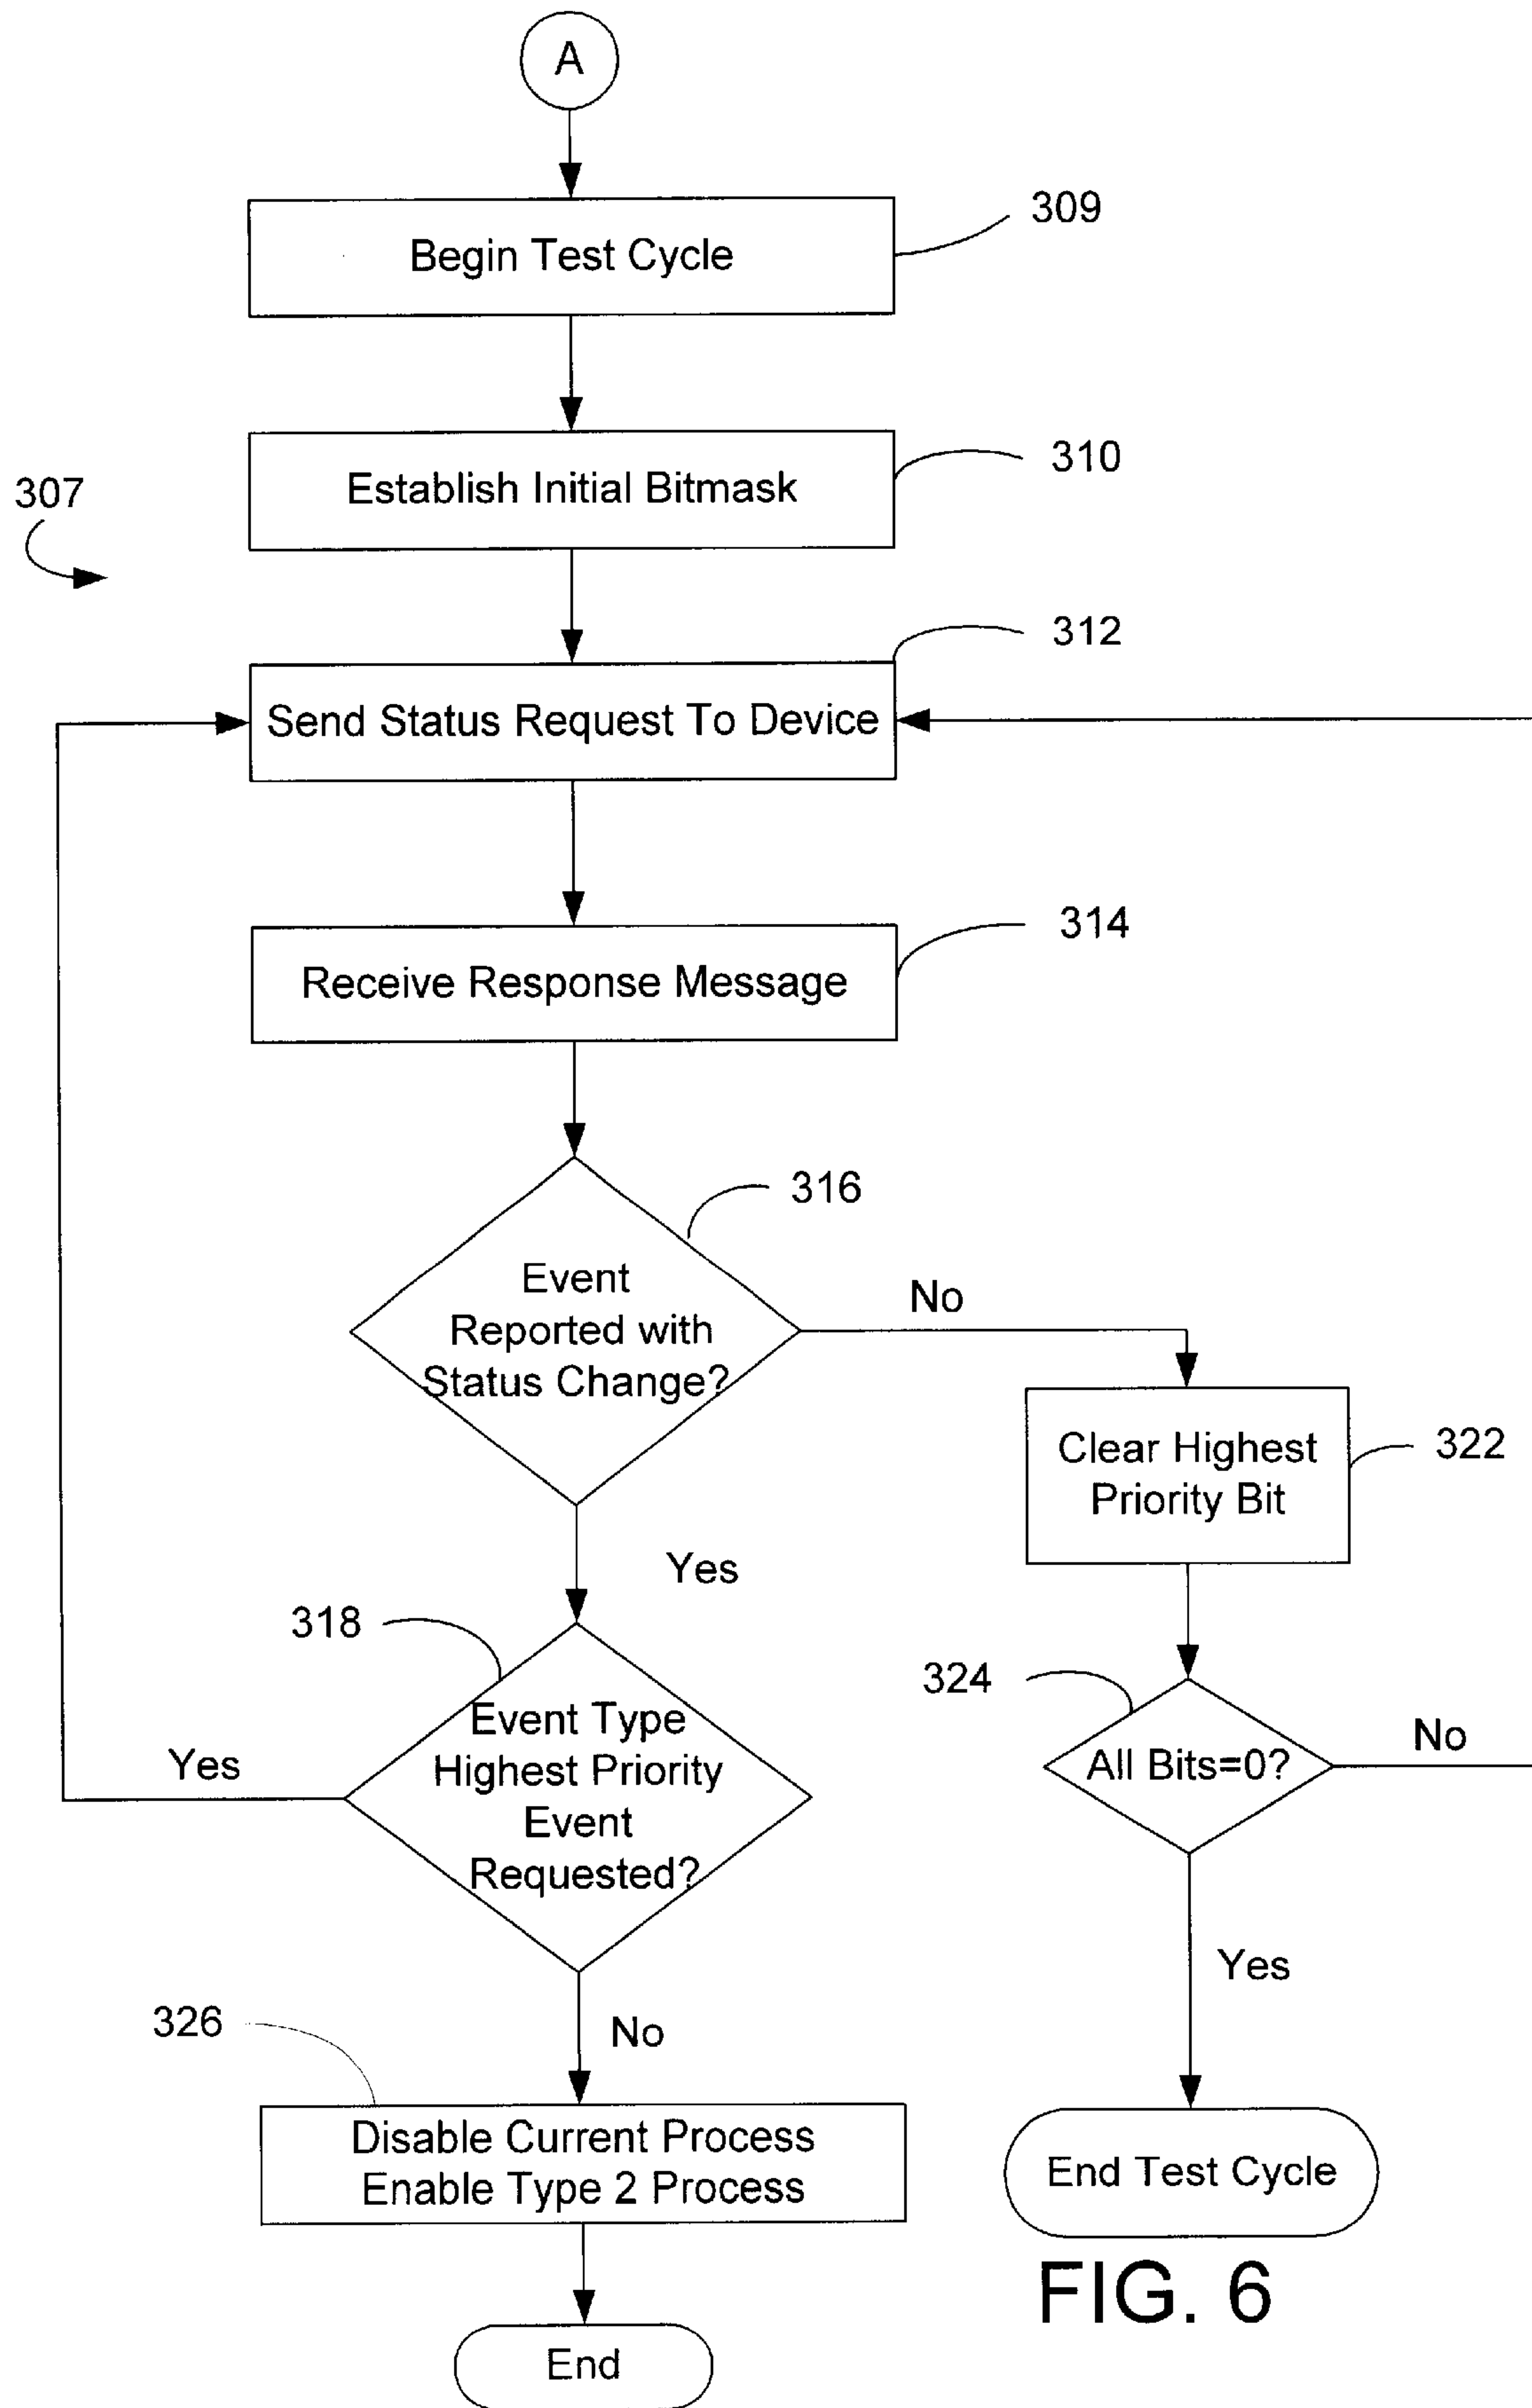 A
309
Begin Test Cycle
310
Establish Initial Bitmask
307
312
Send Status Request To Device
314
Receive Response Message
316
Event
Reported with
Status Change?
No
Clear Highest
Priority Bit
322
Yes
318
Event Type
Highest Priority
Event
Requested?
Yes
324
All Bits=0?
No
Yes
326
No
Disable Current Process
Enable Type 2 Process
End Test Cycle
End
FIG. 6